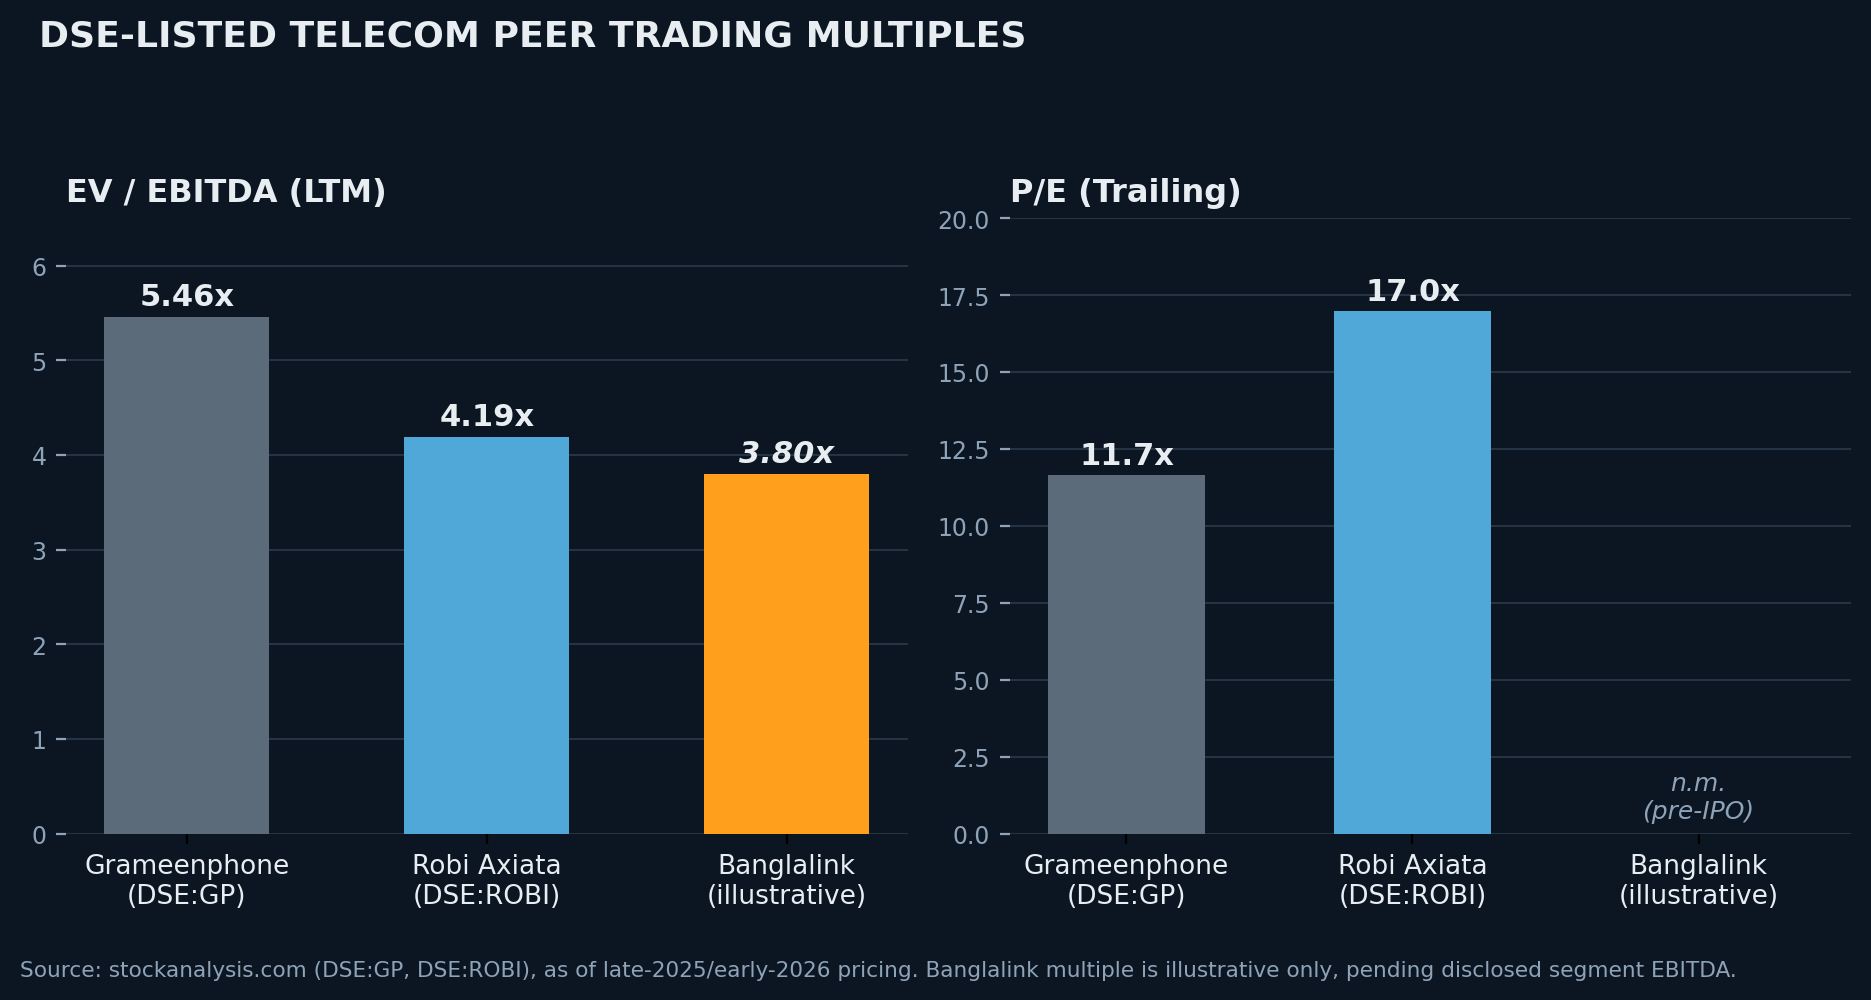 DSE-LISTED TELECOM PEER TRADING MULTIPLES
EV / EBITDA (LTM)
6
5
4
3
2
1
0
5.46x
4.19x
3.80x
Grameenphone
(DSE:GP)
Robi Axiata
(DSE:ROBI)
Banglalink
(illustrative)
P/E (Trailing)
20.0
17.5
15.0
12.5
10.0
7.5
5.0
2.5
0.0
11.7x
17.0x
n.m.
(pre-IPO)
Grameenphone
(DSE:GP)
Robi Axiata
(DSE:ROBI)
Banglalink
(illustrative)
Source: stockanalysis.com (DSE:GP, DSE:ROBI), as of late-2025/early-2026 pricing. Banglalink multiple is illustrative only, pending disclosed segment EBITDA.